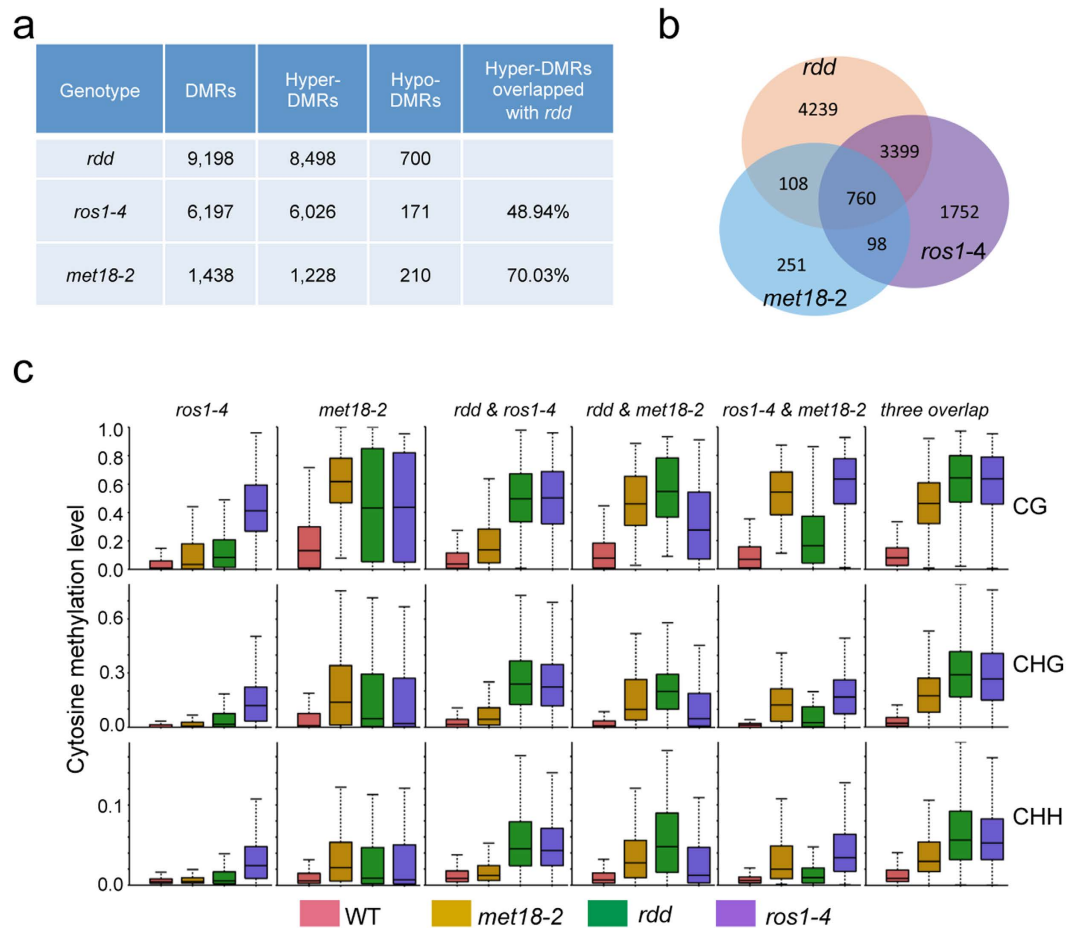 a
Genotype
DMRs
Hyper-
DMRs
Hypo-
DMRs
Hyper-DMRs
overlapped
with rdd
rdd
9,198
8,498
700
ros1-4
6,197
6,026
171
48.94%
met18-2
1,438
1,228
210
70.03%
b
rdd
4239
3399
108
760
1752
98
ros1-4
251
met18-2
c
ros1-4
met18-2
rdd & ros1-4
rdd & met18-2
ros1-4 & met18-2
three overlap
Cytosine methylation level
1.0
0.8
0.6
0.4
0.2
0.0
CG
0.6
0.3
0.0
CHG
0.1
0.0
CHH
WT
met18-2
rdd
ros1-4